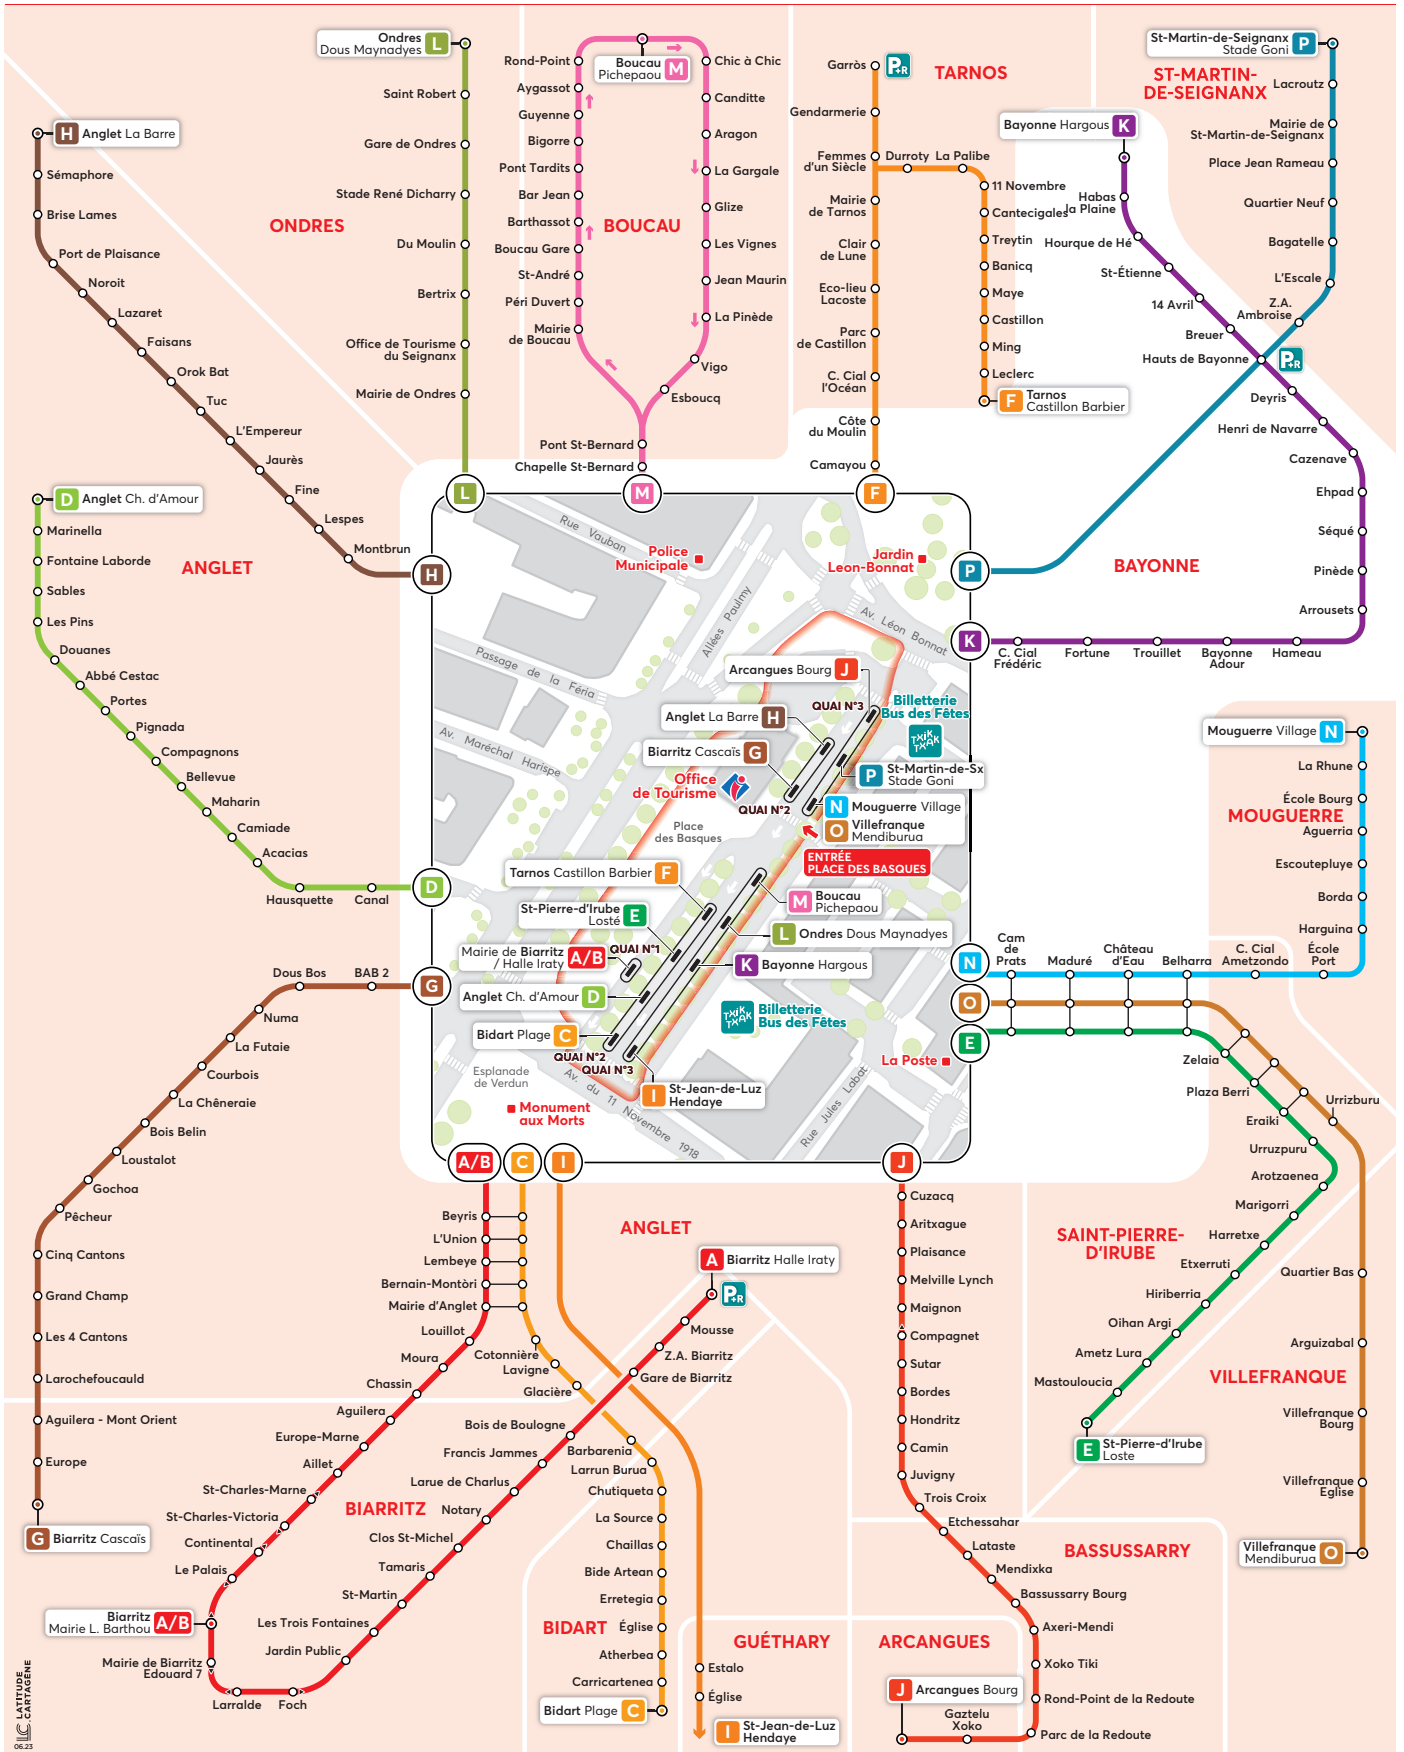 Ondres
Dous Maynadyes
L
Saint Robert
Gare de Ondres
Stade René Dicharry
Du Moulin
Bertrix
Office de Tourisme
du Seignanx
Mairie de Ondres
L
ONDRES
Boucau
Pichepaou
M
Rond-Point
Aygassot
Guyenne
Bigorre
Pont Tardits
Bar Jean
Barthassot
Boucau Gare
St-André
Péri Duvert
Mairie
de Boucau
Chic à Chic
Canditte
Aragon
La Gargale
Glize
Les Vignes
Jean Maurin
La Pinède
Vigo
Esboucq
Pont St-Bernard
Chapelle St-Bernard
M
BOUCAU
TARNOS
P+R
Garròs
Gendarmerie
Femmes
d'un Siècle
Mairie
de Tarnos
Clair
de Lune
Eco-lieu
Lacoste
Parc
de Castillon
C. Cial
l'Océan
Côte
du Moulin
Camayou
F
Durroty
La Palibe
11 Novembre
Cantecigales
Treytin
Banicq
Maye
Castillon
Ming
Leclerc
F
Tarnos
Castillon Barbier
St-Martin-de-Seignanx
Stade Goni
P
ST-MARTIN-
DE-SEIGNANX
Lacroutz
Mairie de
St-Martin-de-Seignanx
Place Jean Rameau
Quartier Neuf
Bagatelle
L'Escale
Z.A.
Ambroise
P
Bayonne Hargous
K
Habas
la Plaine
Hourque de Hé
St-Étienne
14 Avril
Breuer
Hauts de Bayonne
P+R
Deyris
Henri de Navarre
Cazenave
Ehpad
Séqué
Pinède
Arrousets
Hameau
Bayonne
Adour
Trouillet
Fortune
C. Cial
Frédéric
K
BAYONNE
H
Anglet La Barre
Sémaphore
Brise Lames
Port de Plaisance
Noroit
Lazaret
Faisans
Orok Bat
Tuc
L'Empereur
Jaurès
Fine
Lespes
Montbrun
H
D
Anglet Ch. d'Amour
Marinella
Fontaine Laborde
Sables
Les Pins
Douanes
Abbé Cestac
Portes
Pignada
Compagnons
Bellevue
Maharin
Camiade
Acacias
Hausquette
Canal
D
ANGLET
Rue Vauban
Police
Municipale
Jardin
Leon-Bonnat
Allées Paulmy
Av. Léon Bonnat
Passage de la Féria
Av. Maréchal Harispe
Arcangues Bourg
J
QUAI N°3
Billetterie
Bus des Fêtes
TXIK TXAK
Anglet La Barre
H
Biarritz Cascaïs
G
Office
de Tourisme
QUAI N°2
P
St-Martin-de-Sx
Stade Goni
N
Mouguerre Village
O
Villefranque
Mendiburua
Place
des Basques
ENTRÉE
PLACE DES BASQUES
Tarnos Castillon Barbier
F
St-Pierre-d'Irube
Losté
E
QUAI N°1
Mairie de Biarritz
/ Halle Iraty
A/B
Anglet Ch. d'Amour
D
Bidart Plage
C
QUAI N°2
QUAI N°3
M
Boucau
Pichepaou
L
Ondres Dous Maynadyes
K
Bayonne Hargous
TXIK TXAK
Billetterie
Bus des Fêtes
I
St-Jean-de-Luz
Hendaye
La Poste
Esplanade
de Verdun
Monument
aux Morts
Av. du 11 Novembre 1918
Rue Jules Labat
Mouguerre Village
N
La Rhune
École Bourg
MOUGUERRE
Aguerria
Escoutepluye
Borda
Harguina
École
Port
C. Cial
Ametzondo
Belharra
Château
d'Eau
Maduré
Cam
de
Prats
N
O
E
Zelaia
Plaza Berri
Eraiki
Urruzpuru
Urrizburu
Arotzaenea
Marigorri
Harretxe
Etxerruti
Hiriberria
Oihan Argi
Ametz Lura
Mastouloucia
E
St-Pierre-d'Irube
Loste
SAINT-PIERRE-
D'IRUBE
Quartier Bas
Arguizabal
VILLEFRANQUE
Villefranque
Bourg
Villefranque
Eglise
Villefranque
Mendiburua
O
G
BAB 2
Dous Bos
Numa
La Futaie
Courbois
La Chêneraie
Bois Belin
Loustalot
Gochoa
Pêcheur
Cinq Cantons
Grand Champ
Les 4 Cantons
Larochefoucauld
Aguilera - Mont Orient
Europe
G
Biarritz Cascaïs
A/B
C
I
J
Beyris
L'Union
Lembeye
Bernain-Montòri
Mairie d'Anglet
Louillot
Moura
Chassin
Aguilera
Europe-Marne
Aillet
St-Charles-Marne
St-Charles-Victoria
Continental
Le Palais
Biarritz
Mairie L. Barthou
A/B
Mairie de Biarritz
Edouard 7
Larralde
Foch
Jardin Public
Les Trois Fontaines
St-Martin
Tamaris
Clos St-Michel
Notary
Larue de Charlus
Francis Jammes
Bois de Boulogne
Gare de Biarritz
Z.A. Biarritz
Mousse
P+R
A
Biarritz Halle Iraty
ANGLET
BIARRITZ
Cotonnière
Lavigne
Glacière
Barbarenia
Larrun Burua
Chutiqueta
La Source
Chaillas
Bide Artean
Erretegia
Église
Atherbea
Carricartenea
Bidart Plage
C
BIDART
GUÉTHARY
Estalo
Église
I
St-Jean-de-Luz
Hendaye
Cuzacq
Aritxague
Plaisance
Melville Lynch
Maignon
Compagnet
Sutar
Bordes
Hondritz
Camin
Juvigny
Trois Croix
Etchessahar
Lataste
Mendixka
Bassussarry Bourg
Axeri-Mendi
Xoko Tiki
Rond-Point de la Redoute
Parc de la Redoute
Gaztelu
Xoko
J
Arcangues Bourg
BASSUSSARRY
ARCANGUES
LATITUDE
CARTAGÈNE
06.23